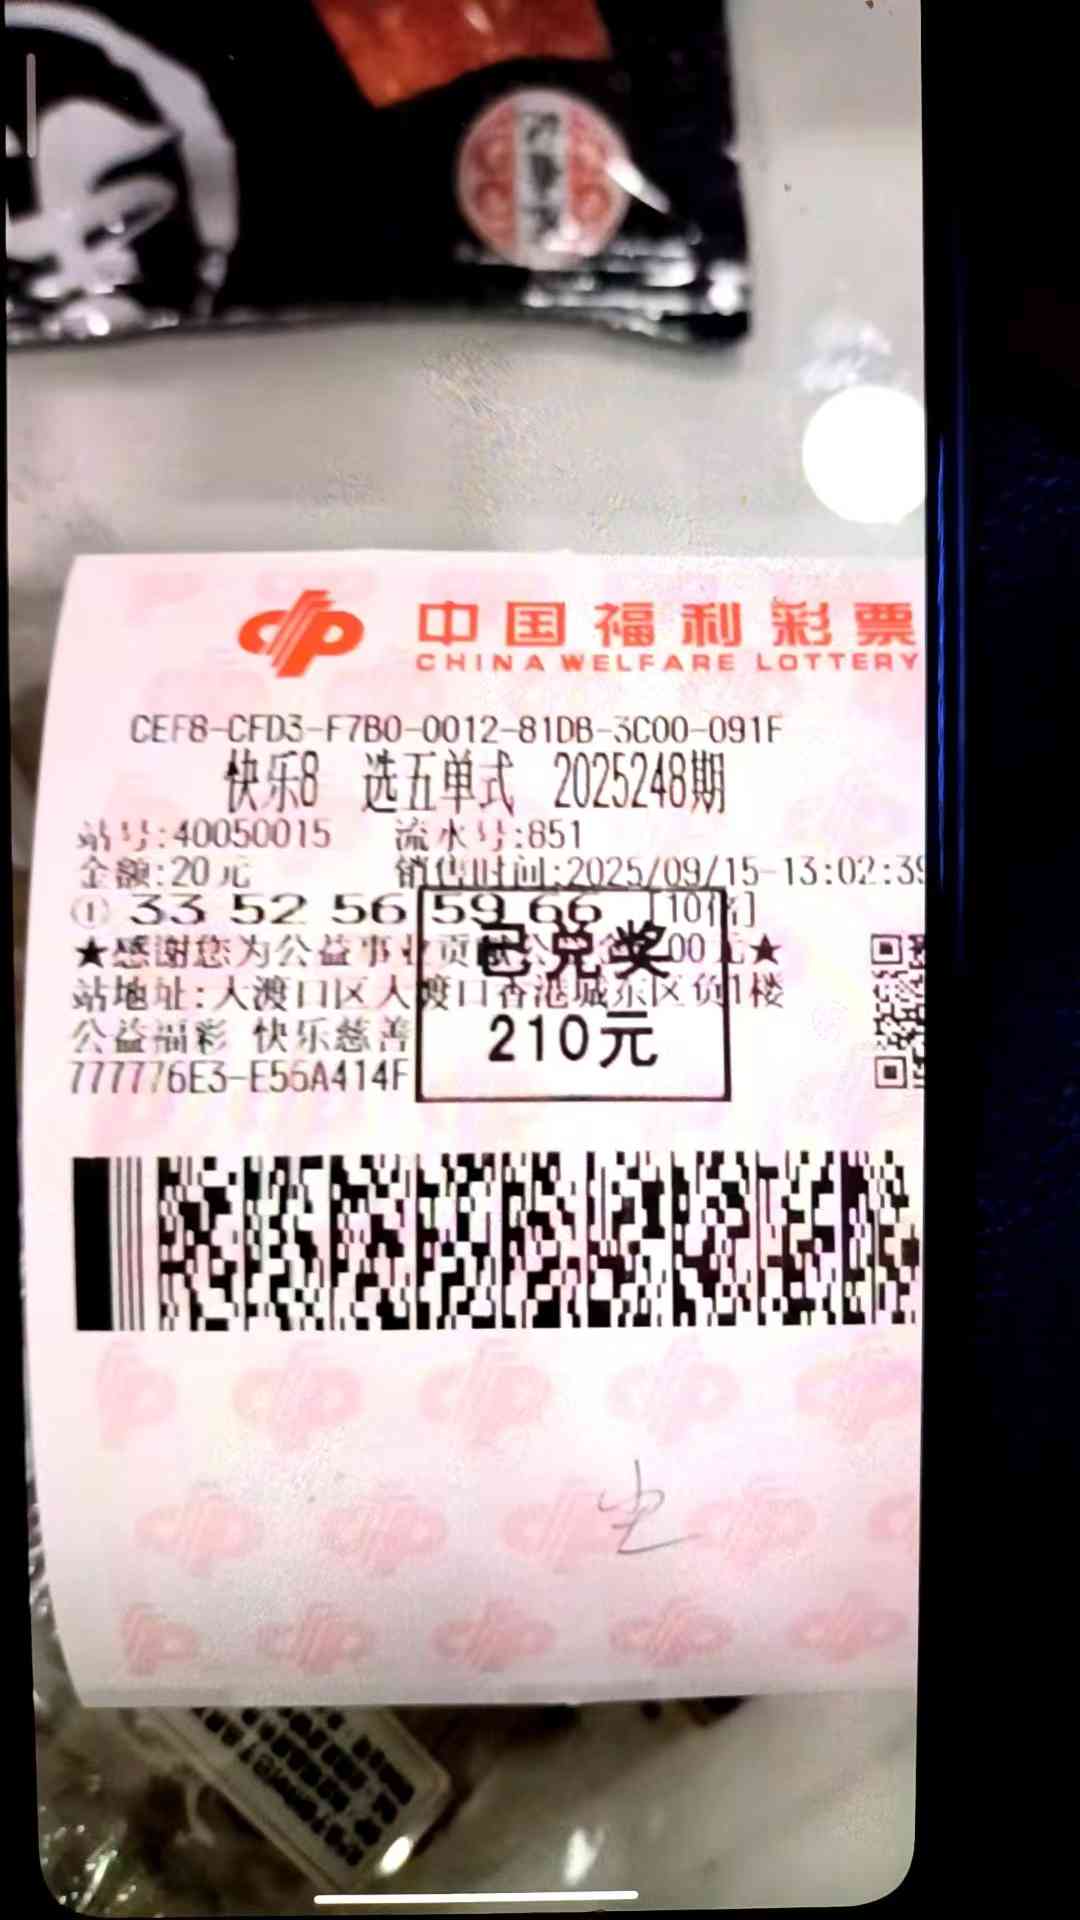 中国福利彩票
CHINA WELFARE LOTTERY
CEF8-CFD3-F7B0-0012-81DB-3C00-091F
快乐8 选五单式 2025248期
站号:40050015 流水号:851
金额:20元 销售时间:2025/09/15-13:02:39
① 33 52 56 59 66 [10倍]
★感谢您为公益事业贡献公 00元★
站地址:大渡口区大渡口香港城东区负1楼
公益福彩 快乐慈善
777776E3-E55A414F
已兑奖
210元